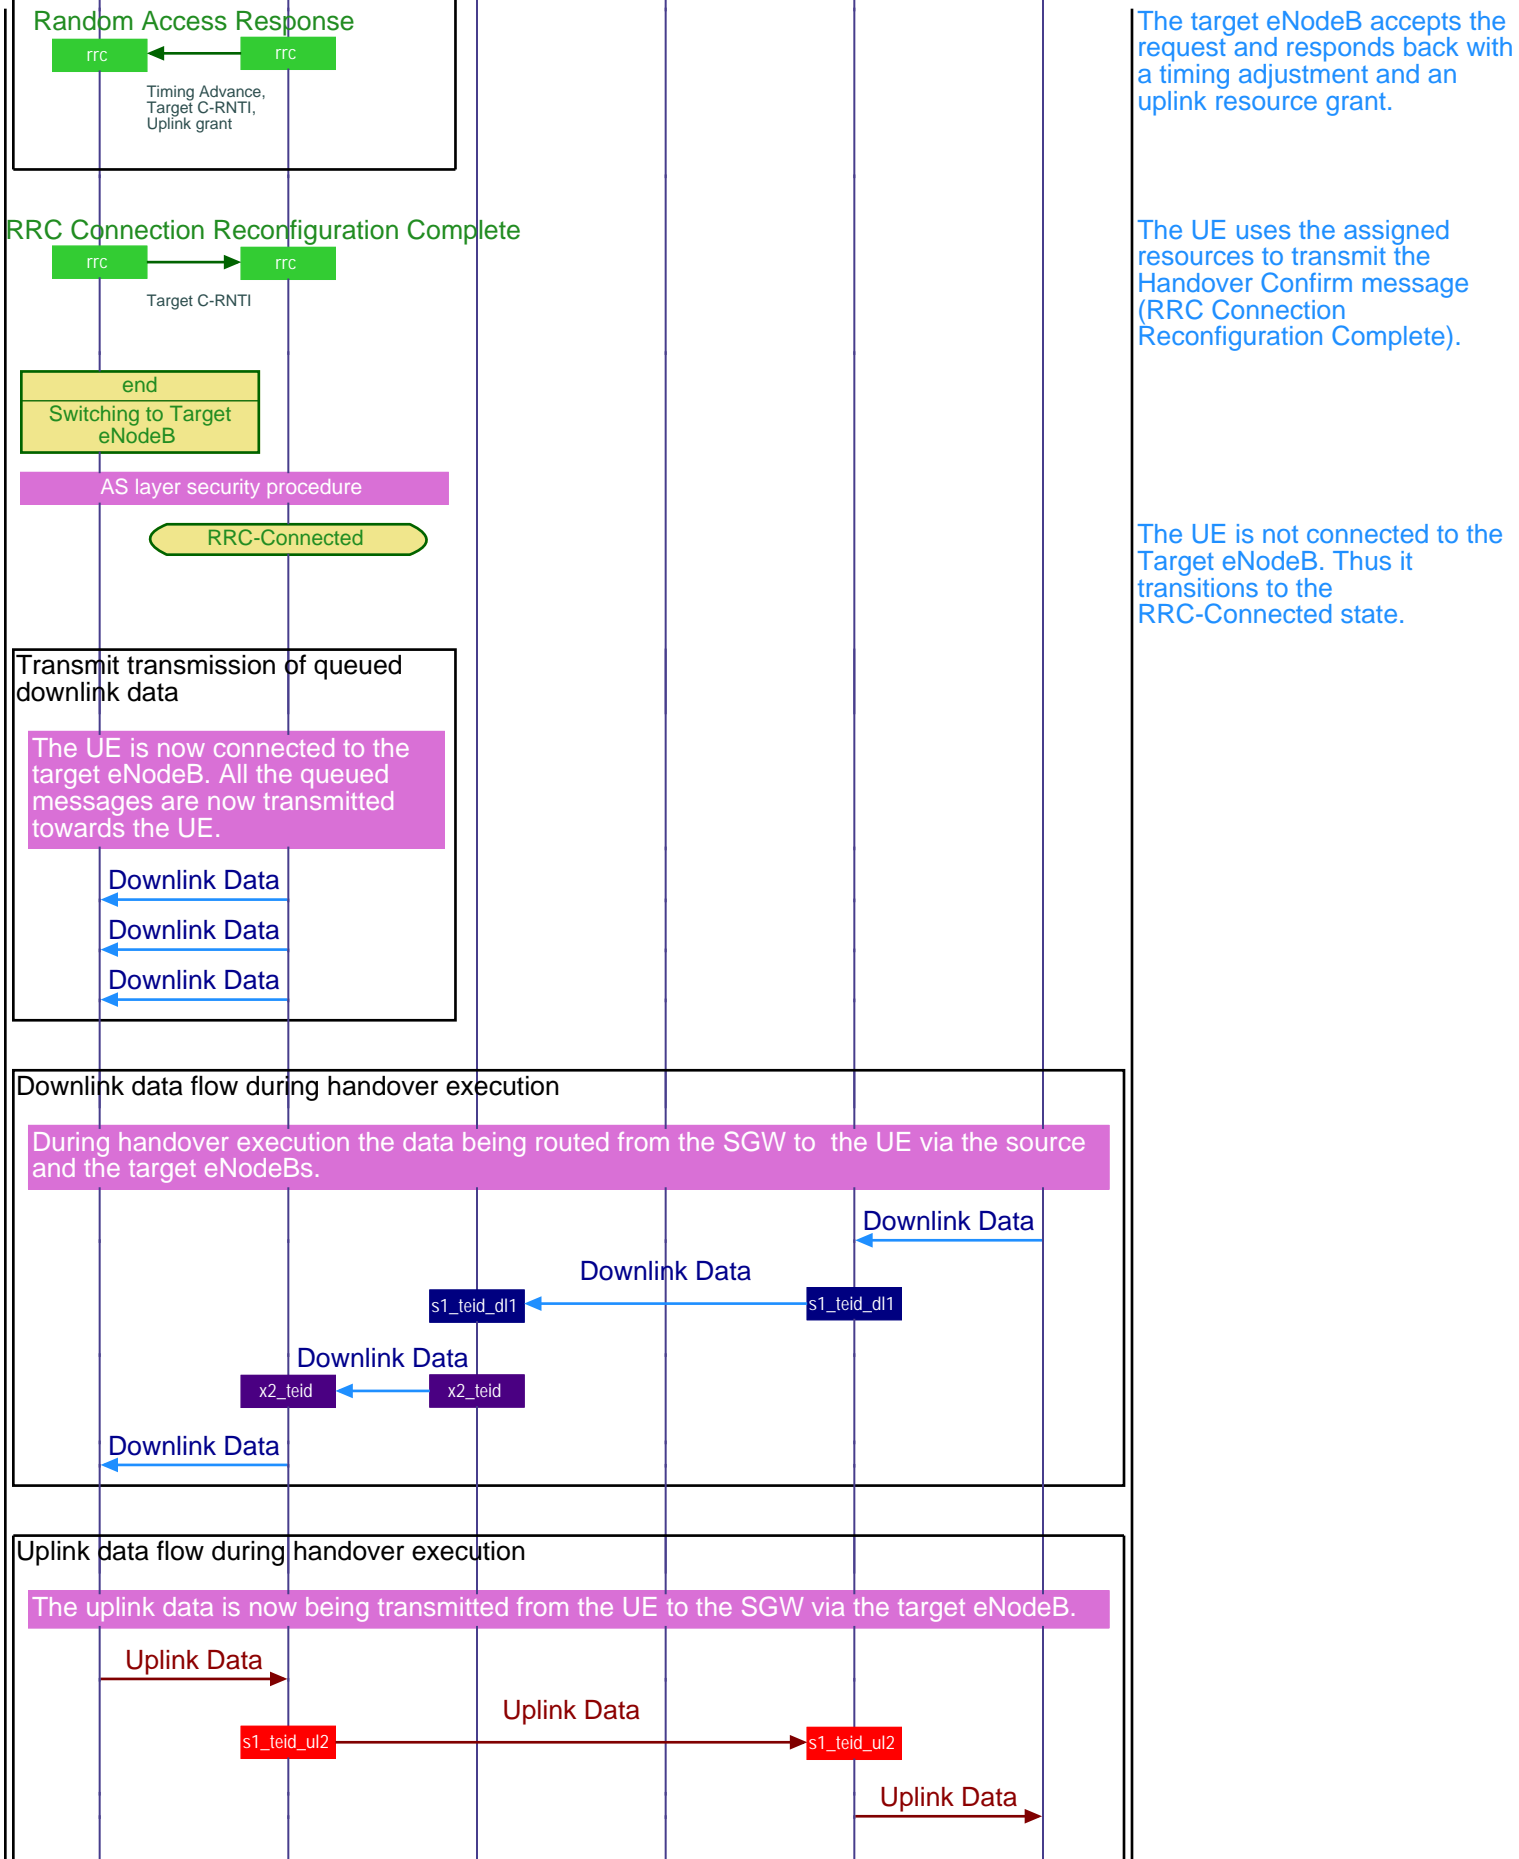 Random Access Response
rrc
rrc
Timing Advance,
Target C-RNTI,
Uplink grant
The target eNodeB accepts the
request and responds back with
a timing adjustment and an
uplink resource grant.
RRC Connection Reconfiguration Complete
rrc
rrc
Target C-RNTI
The UE uses the assigned
resources to transmit the
Handover Confirm message
(RRC Connection
Reconfiguration Complete).
end
Switching to Target
eNodeB
AS layer security procedure
RRC-Connected
The UE is not connected to the
Target eNodeB. Thus it
transitions to the
RRC-Connected state.
Transmit transmission of queued
downlink data
The UE is now connected to the
target eNodeB. All the queued
messages are now transmitted
towards the UE.
Downlink Data
Downlink Data
Downlink Data
Downlink data flow during handover execution
During handover execution the data being routed from the SGW to  the UE via the source
and the target eNodeBs.
Downlink Data
Downlink Data
s1_teid_dl1
s1_teid_dl1
Downlink Data
x2_teid
x2_teid
Downlink Data
Uplink data flow during handover execution
The uplink data is now being transmitted from the UE to the SGW via the target eNodeB.
Uplink Data
Uplink Data
s1_teid_ul2
s1_teid_ul2
Uplink Data